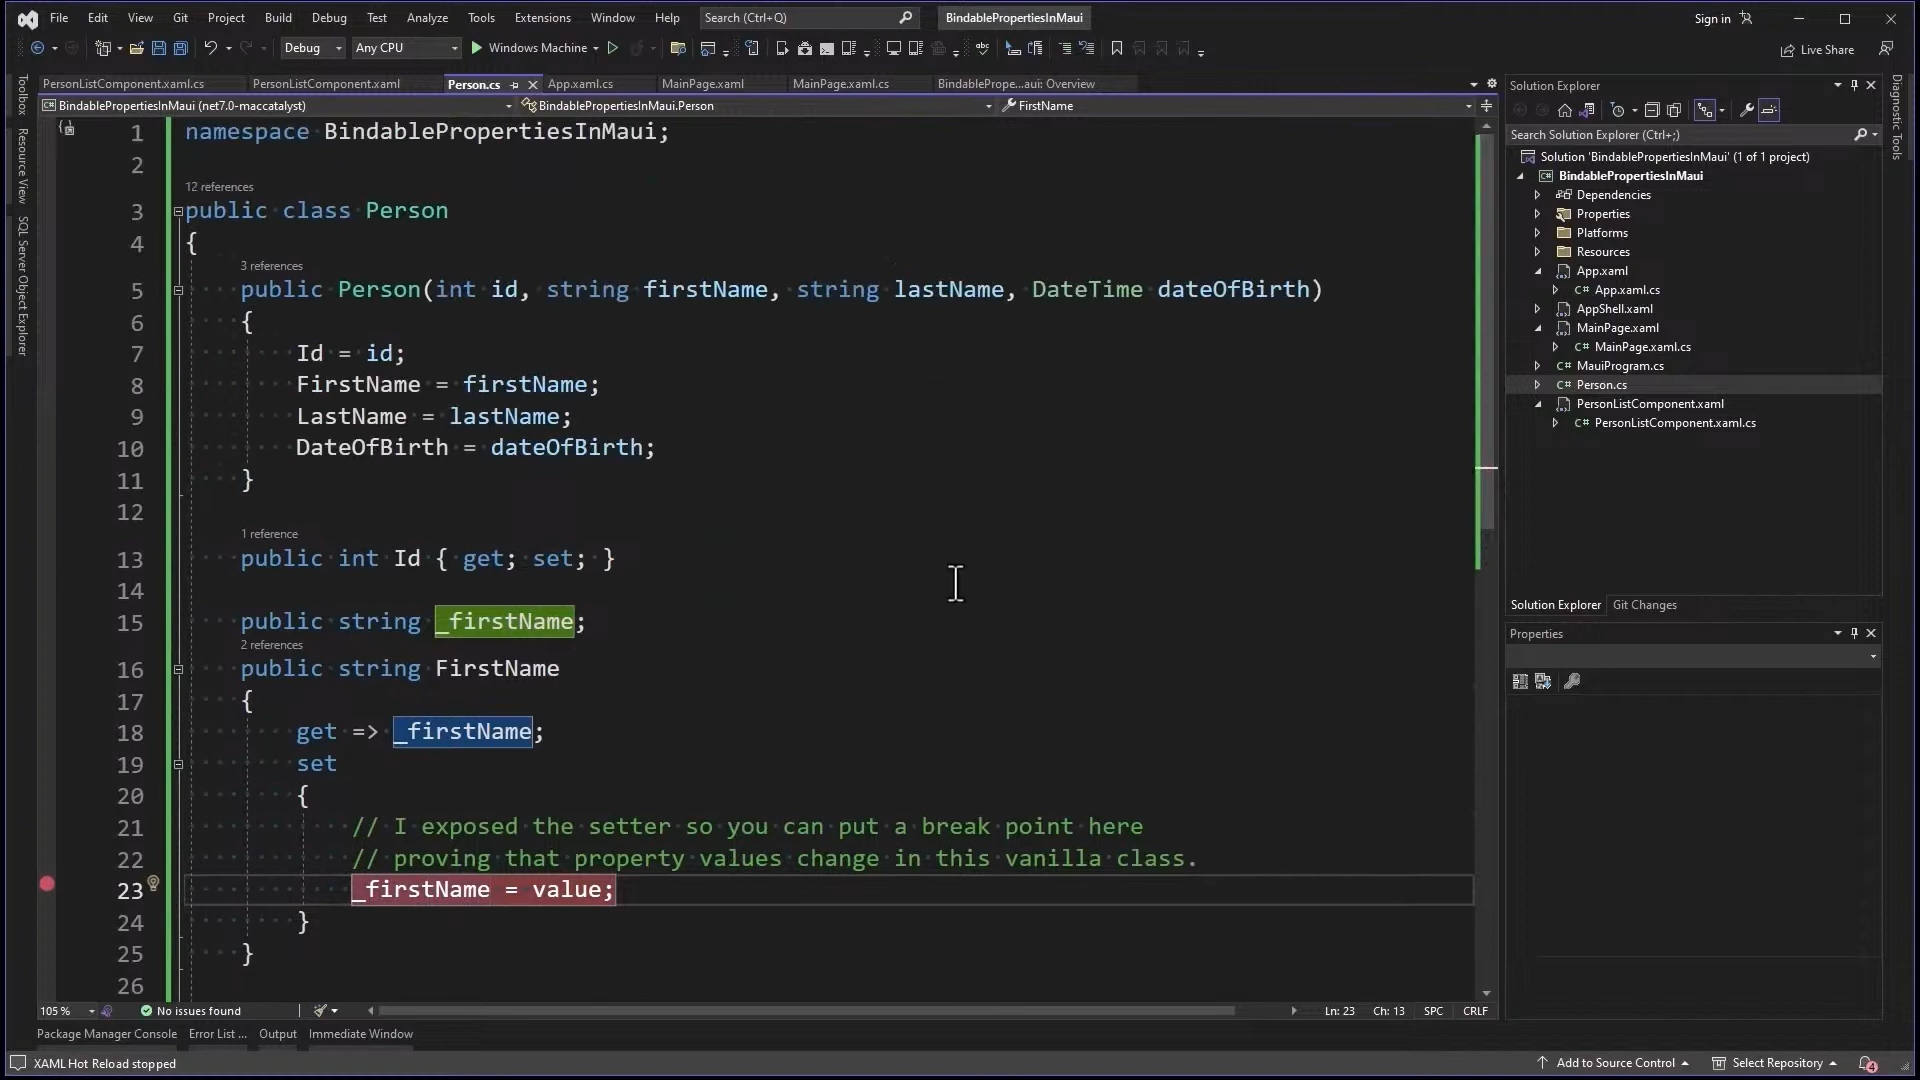 File Edit View Git Project Build Debug Test Analyze Tools Extensions Window Help Search (Ctrl+Q) BindablePropertiesInMaui Sign in
Debug Any CPU Windows Machine Live Share
PersonListComponent.xaml.cs PersonListComponent.xaml Person.cs App.xaml.cs MainPage.xaml MainPage.xaml.cs BindablePrope...aui: Overview
BindablePropertiesInMaui (net7.0-maccatalyst) BindablePropertiesInMaui.Person FirstName
Toolbox
Resource View
SQL Server Object Explorer
1 namespace BindablePropertiesInMaui;
2
12 references
3 public class Person
4 {
3 references
5 public Person(int id, string firstName, string lastName, DateTime dateOfBirth)
6 {
7 Id = id;
8 FirstName = firstName;
9 LastName = lastName;
10 DateOfBirth = dateOfBirth;
11 }
12
1 reference
13 public int Id { get; set; }
14
15 public string _firstName;
2 references
16 public string FirstName
17 {
18 get => _firstName;
19 set
20 {
21 // I exposed the setter so you can put a break point here
22 // proving that property values change in this vanilla class.
23 _firstName = value;
24 }
25 }
26
105 % No issues found Ln: 23 Ch: 13 SPC CRLF
Package Manager Console Error List ... Output Immediate Window
XAML Hot Reload stopped Add to Source Control Select Repository 4
Solution Explorer
Search Solution Explorer (Ctrl+;)
Solution 'BindablePropertiesInMaui' (1 of 1 project)
BindablePropertiesInMaui
Dependencies
Properties
Platforms
Resources
App.xaml
C# App.xaml.cs
AppShell.xaml
MainPage.xaml
C# MainPage.xaml.cs
C# MauiProgram.cs
C# Person.cs
PersonListComponent.xaml
C# PersonListComponent.xaml.cs
Solution Explorer Git Changes
Properties
Diagnostic Tools